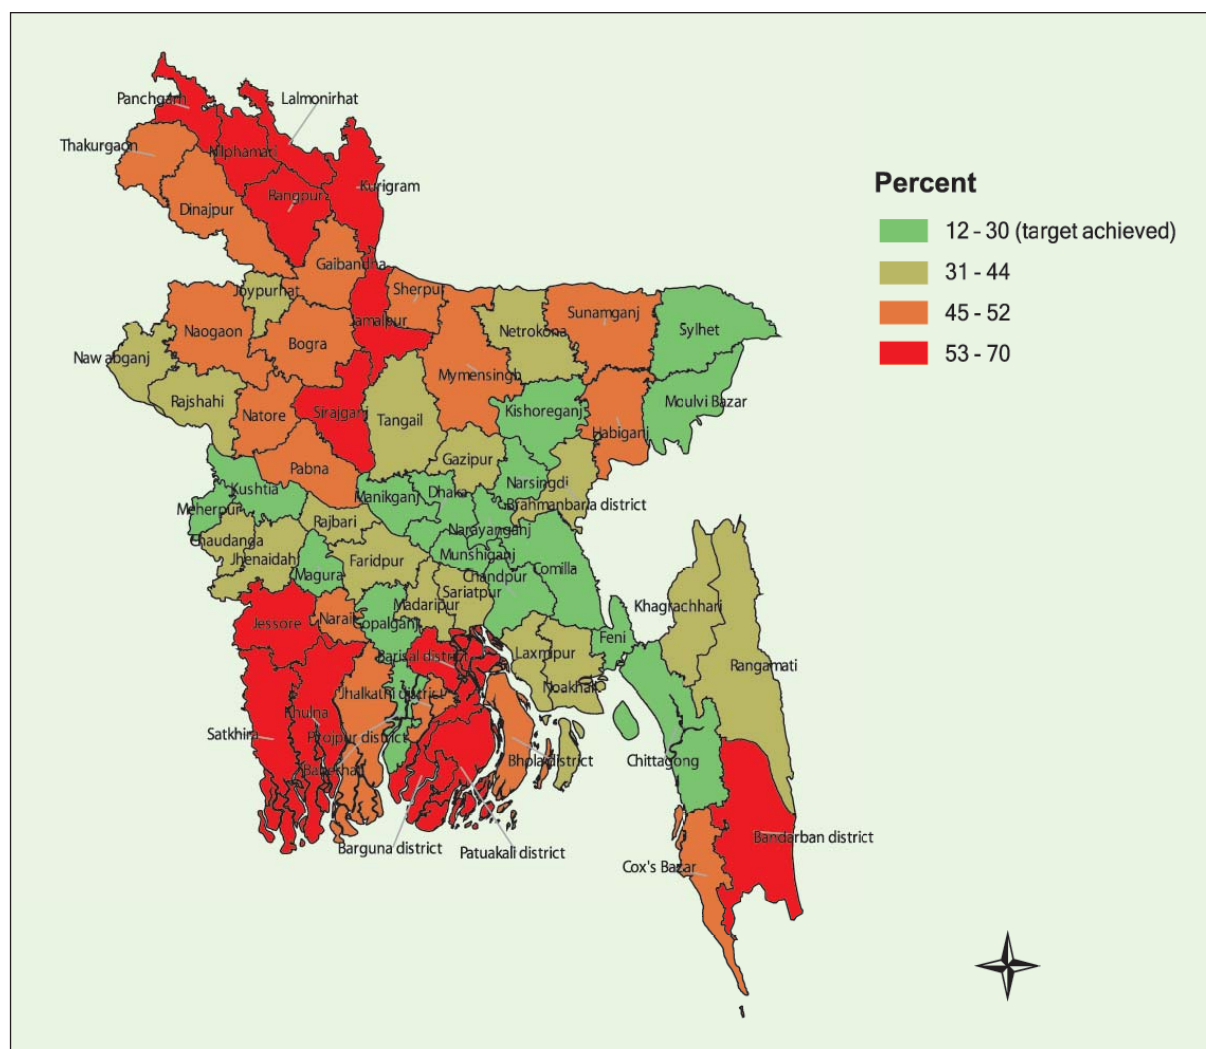 Panchgarh
Lalmonirhat
Thakurgaon
Nilphamari
Kurigram
Rangpur
Dinajpur
Percent
12 - 30 (target achieved)
31 - 44
45 - 52
53 - 70
Gaibandha
Joypurhat
Sherpur
Jamalpur
Sunamganj
Naogaon
Netrokona
Sylhet
Bogra
Nawabganj
Mymensingh
Rajshahi
Moulvi Bazar
Natore
Sirajganj
Tangail
Kishoreganj
Habiganj
Gazipur
Pabna
Kushtia
Manikganj
Dhaka
Narsingdi
Meherpur
Brahmanbaria district
Rajbari
Narayanganj
Chaudanga
Jhenaidah
Faridpur
Munshiganj
Magura
Chandpur
Comilla
Sariatpur
Madaripur
Khagrachhari
Jessore
Narail
Gopalganj
Feni
Barisal district
Laxmipur
Rangamati
Jhalkathi district
Noakhali
Khulna
Satkhira
Pirojpur district
Bagerhat
Bhola district
Chittagong
Bandarban district
Barguna district
Patuakali district
Cox's Bazar